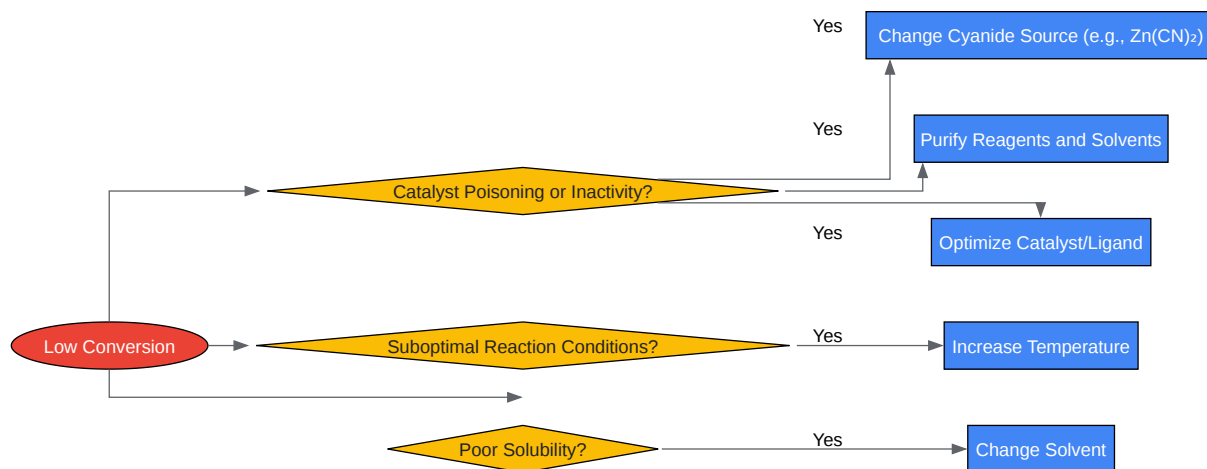 Yes
Change Cyanide Source (e.g., Zn(CN)₂)
Yes
Purify Reagents and Solvents
Catalyst Poisoning or Inactivity?
Yes
Optimize Catalyst/Ligand
Low Conversion
Suboptimal Reaction Conditions?
Yes
Increase Temperature
Poor Solubility?
Yes
Change Solvent